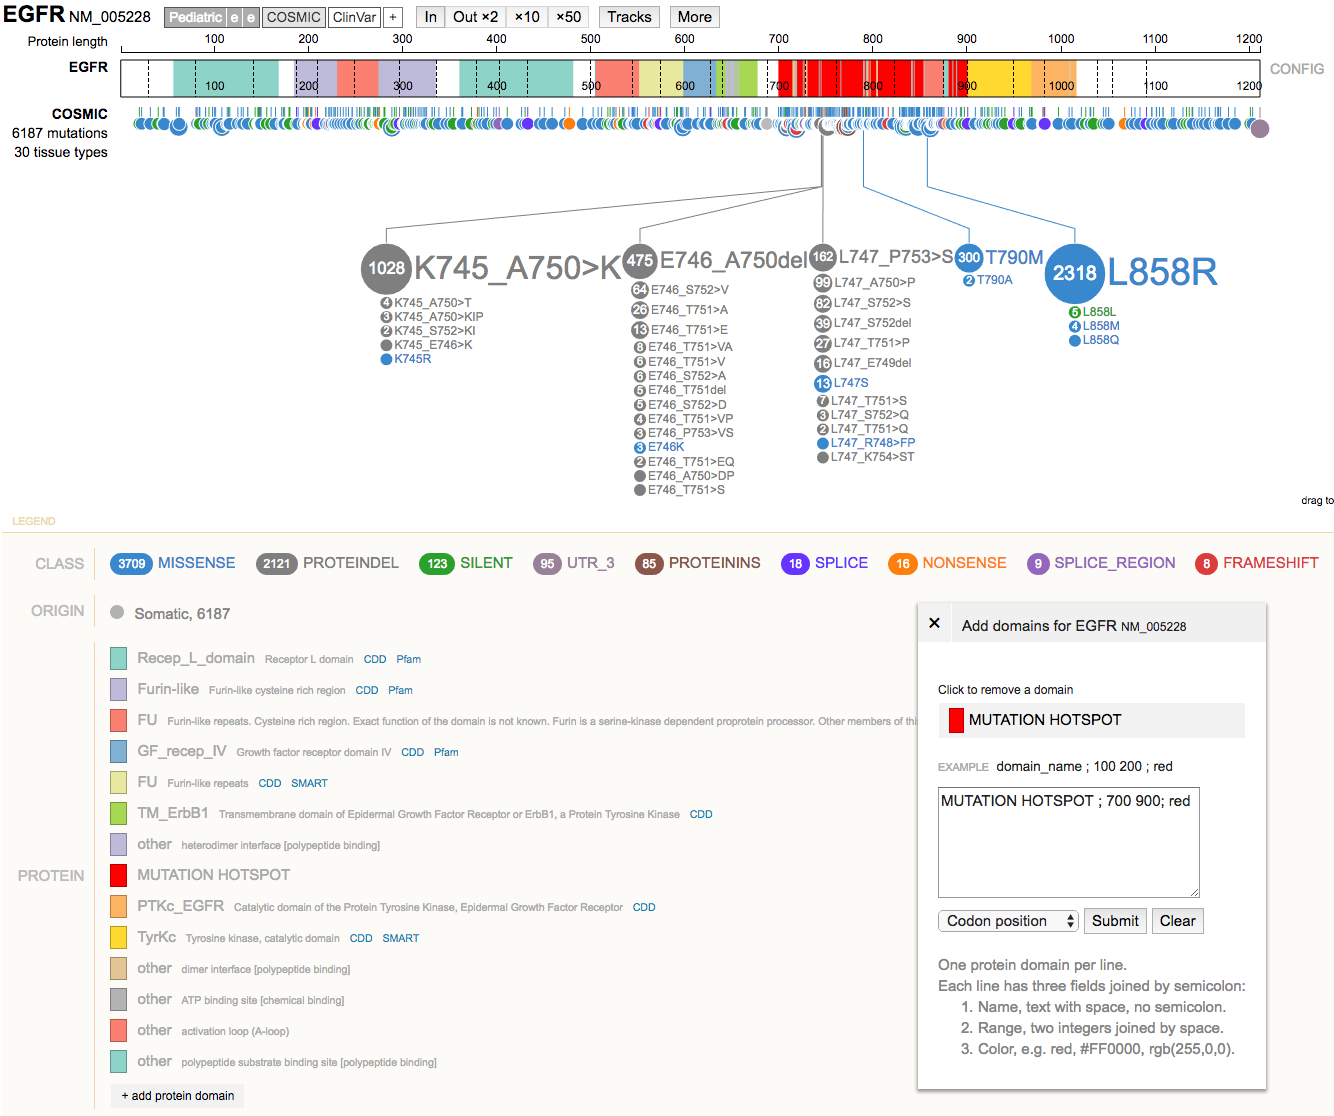 EGFR NM_005228 Pediatric e e COSMIC ClinVar + In Out ×2 ×10 ×50 Tracks More
Protein length 100 200 300 400 500 600 700 800 900 1000 1100 1200
EGFR 100 200 300 400 500 600 700 800 900 1000 1100 1200 CONFIG
COSMIC
6187 mutations
30 tissue types
1028 K745_A750>K
4 K745_A750>T
3 K745_A750>KIP
2 K745_S752>KI
K745_E746>K
K745R
475 E746_A750del
64 E746_S752>V
26 E746_T751>A
13 E746_T751>E
8 E746_T751>VA
6 E746_T751>V
6 E746_S752>A
5 E746_T751del
5 E746_S752>D
4 E746_T751>VP
3 E746_P753>VS
3 E746K
2 E746_T751>EQ
E746_A750>DP
E746_T751>S
162 L747_P753>S
99 L747_A750>P
82 L747_S752>S
39 L747_S752del
27 L747_T751>P
16 L747_E749del
13 L747S
7 L747_T751>S
3 L747_S752>Q
2 L747_T751>Q
L747_R748>FP
L747_K754>ST
300 T790M
2 T790A
2318 L858R
5 L858L
4 L858M
L858Q
drag to
LEGEND
CLASS 3709 MISSENSE 2121 PROTEINDEL 123 SILENT 95 UTR_3 85 PROTEININS 18 SPLICE 16 NONSENSE 9 SPLICE_REGION 8 FRAMESHIFT
ORIGIN Somatic, 6187
PROTEIN
Recep_L_domain Receptor L domain CDD Pfam
Furin-like Furin-like cysteine rich region CDD Pfam
FU Furin-like repeats. Cysteine rich region. Exact function of the domain is not known. Furin is a serine-kinase dependent proprotein processor. Other members of thi
GF_recep_IV Growth factor receptor domain IV CDD Pfam
FU Furin-like repeats CDD SMART
TM_ErbB1 Transmembrane domain of Epidermal Growth Factor Receptor or ErbB1, a Protein Tyrosine Kinase CDD
other heterodimer interface [polypeptide binding]
MUTATION HOTSPOT
PTKc_EGFR Catalytic domain of the Protein Tyrosine Kinase, Epidermal Growth Factor Receptor CDD
TyrKc Tyrosine kinase, catalytic domain CDD SMART
other dimer interface [polypeptide binding]
other ATP binding site [chemical binding]
other activation loop (A-loop)
other polypeptide substrate binding site [polypeptide binding]
+ add protein domain
× Add domains for EGFR NM_005228
Click to remove a domain
MUTATION HOTSPOT
EXAMPLE domain_name ; 100 200 ; red
MUTATION HOTSPOT ; 700 900; red
Codon position Submit Clear
One protein domain per line.
Each line has three fields joined by semicolon:
1. Name, text with space, no semicolon.
2. Range, two integers joined by space.
3. Color, e.g. red, #FF0000, rgb(255,0,0).